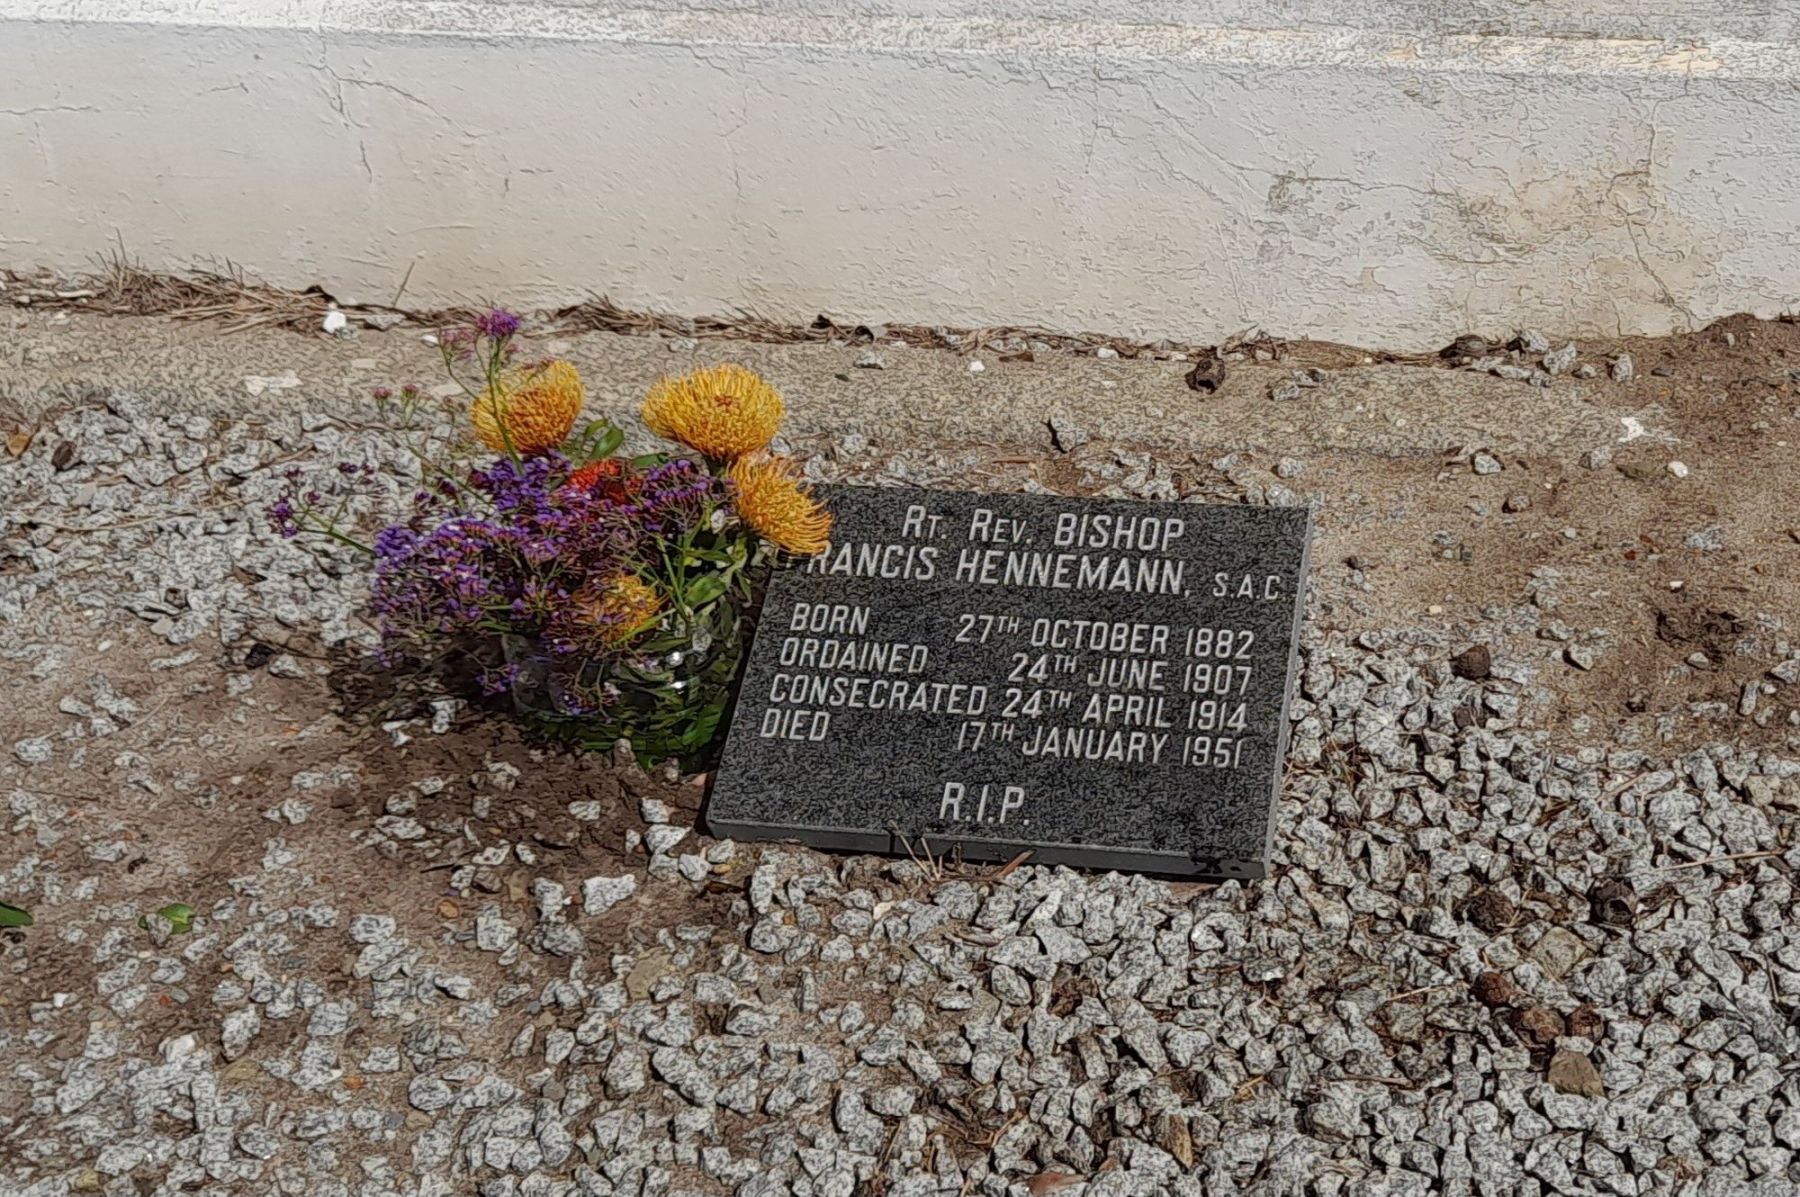 Rt. Rev. BISHOP
FRANCIS HENNEMANN, S.A.C.
BORN 27TH OCTOBER 1882
ORDAINED 24TH JUNE 1907
CONSECRATED 24TH APRIL 1914
DIED 17TH JANUARY 1951
R.I.P.